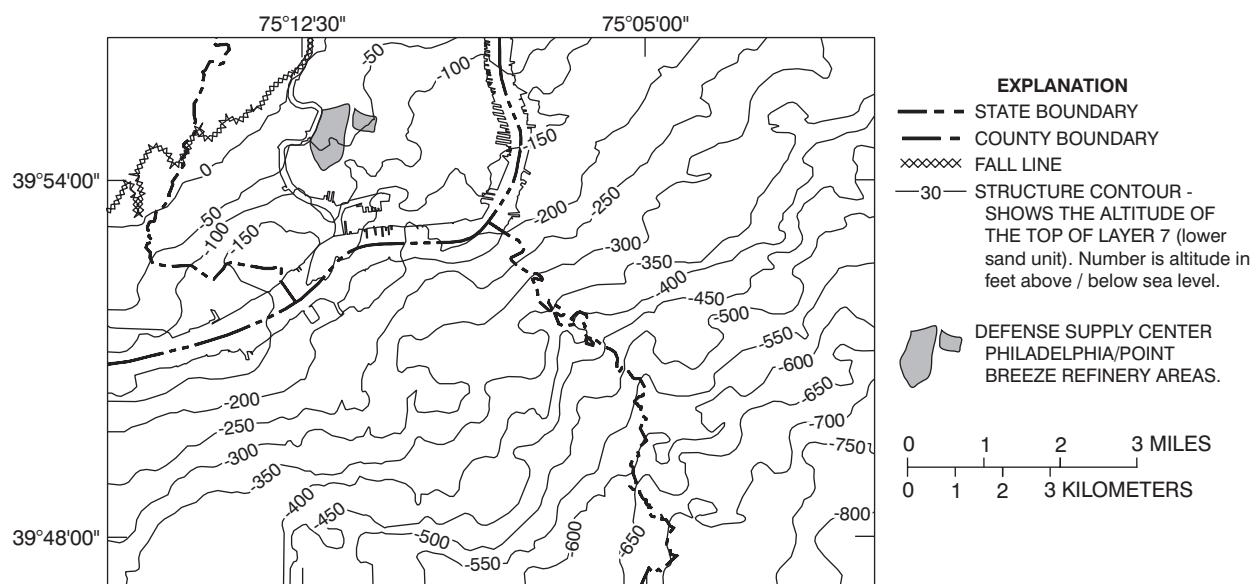 75°12'30"
75°05'00"
-50
-100
-150
0
39°54'00"
-50
-100
-150
-200
-250
-300
-350
-400
-450
-500
-550
-600
-650
-700
-750
-800
-200
-250
-300
-350
-400
-450
-500
-550
-600
-650
39°48'00"
EXPLANATION
STATE BOUNDARY
COUNTY BOUNDARY
FALL LINE
30 STRUCTURE CONTOUR -
SHOWS THE ALTITUDE OF
THE TOP OF LAYER 7 (lower
sand unit). Number is altitude in
feet above / below sea level.
DEFENSE SUPPLY CENTER
PHILADELPHIA/POINT
BREEZE REFINERY AREAS.
0 1 2 3 MILES
0 1 2 3 KILOMETERS